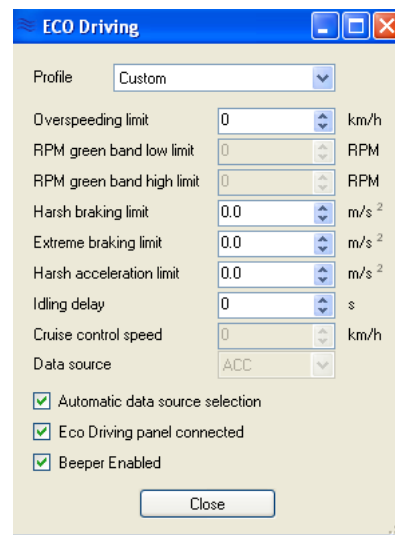 ECO Driving
Profile Custom
Overspeeding limit 0 km/h
RPM green band low limit 0 RPM
RPM green band high limit 0 RPM
Harsh braking limit 0.0 m/s ²
Extreme braking limit 0.0 m/s ²
Harsh acceleration limit 0.0 m/s ²
Idling delay 0 s
Cruise control speed 0 km/h
Data source ACC
Automatic data source selection
Eco Driving panel connected
Beeper Enabled
Close